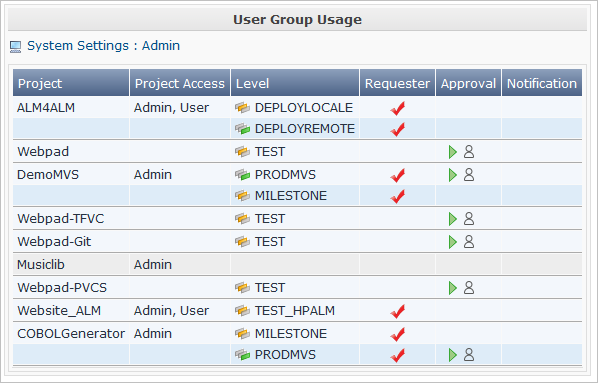 User Group Usage
System Settings : Admin
Project Project Access Level Requester Approval Notification
ALM4ALM Admin, User DEPLOYLOCALE
DEPLOYREMOTE
Webpad TEST
DemoMVS Admin PRODMVS
MILESTONE
Webpad-TFVC TEST
Webpad-Git TEST
Musiclib Admin
Webpad-PVCS TEST
Website_ALM Admin, User TEST_HPALM
COBOLGenerator Admin MILESTONE
PRODMVS